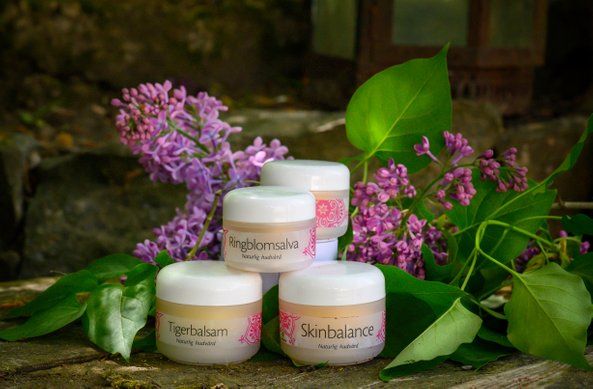 Ringblomsalva
Naturlig hudvård
Tigerbalsam
Naturlig hudvård
Skinbalance
Naturlig hudvård